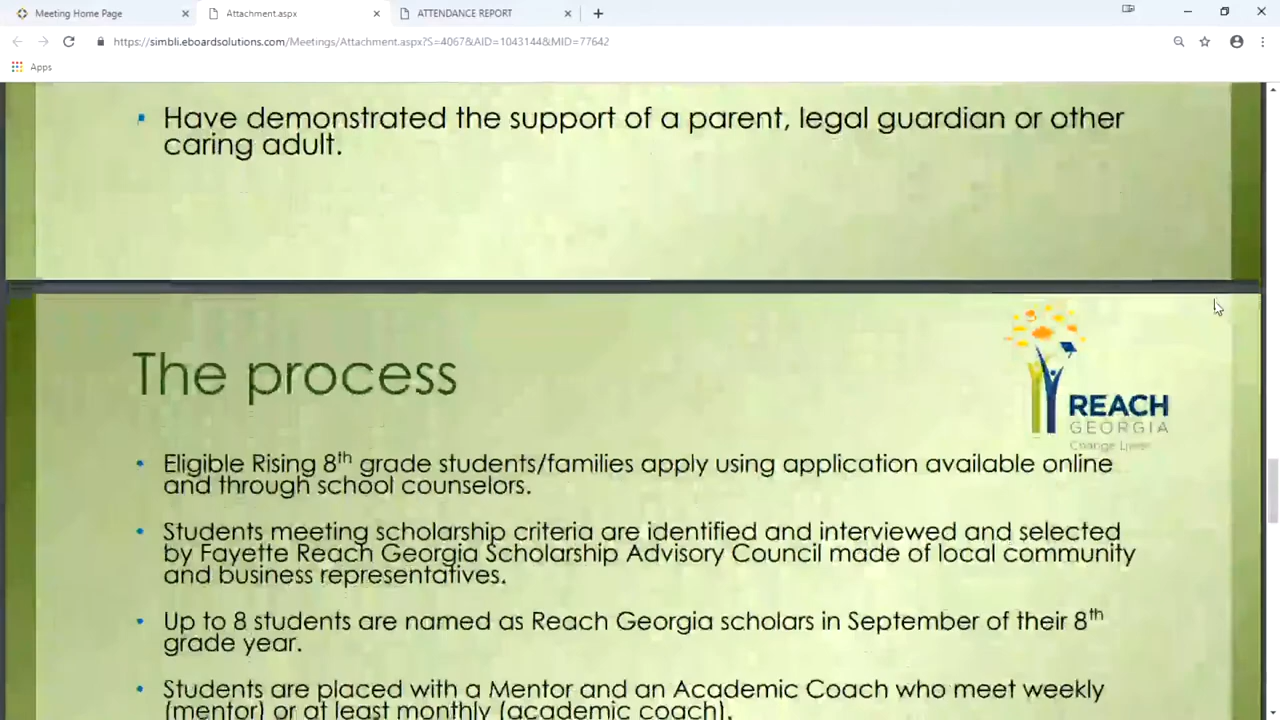 Meeting Home Page
Attachment.aspx
ATTENDANCE REPORT
https://simbli.eboardsolutions.com/Meetings/Attachment.aspx?S=4067&AID=1043144&MID=77642
Apps
• Have demonstrated the support of a parent, legal guardian or other
caring adult.
The process
REACH
GEORGIA
Change Lives
• Eligible Rising 8th grade students/families apply using application available online
and through school counselors.
• Students meeting scholarship criteria are identified and interviewed and selected
by Fayette Reach Georgia Scholarship Advisory Council made of local community
and business representatives.
• Up to 8 students are named as Reach Georgia scholars in September of their 8th
grade year.
• Students are placed with a Mentor and an Academic Coach who meet weekly
(mentor) or at least monthly (academic coach).